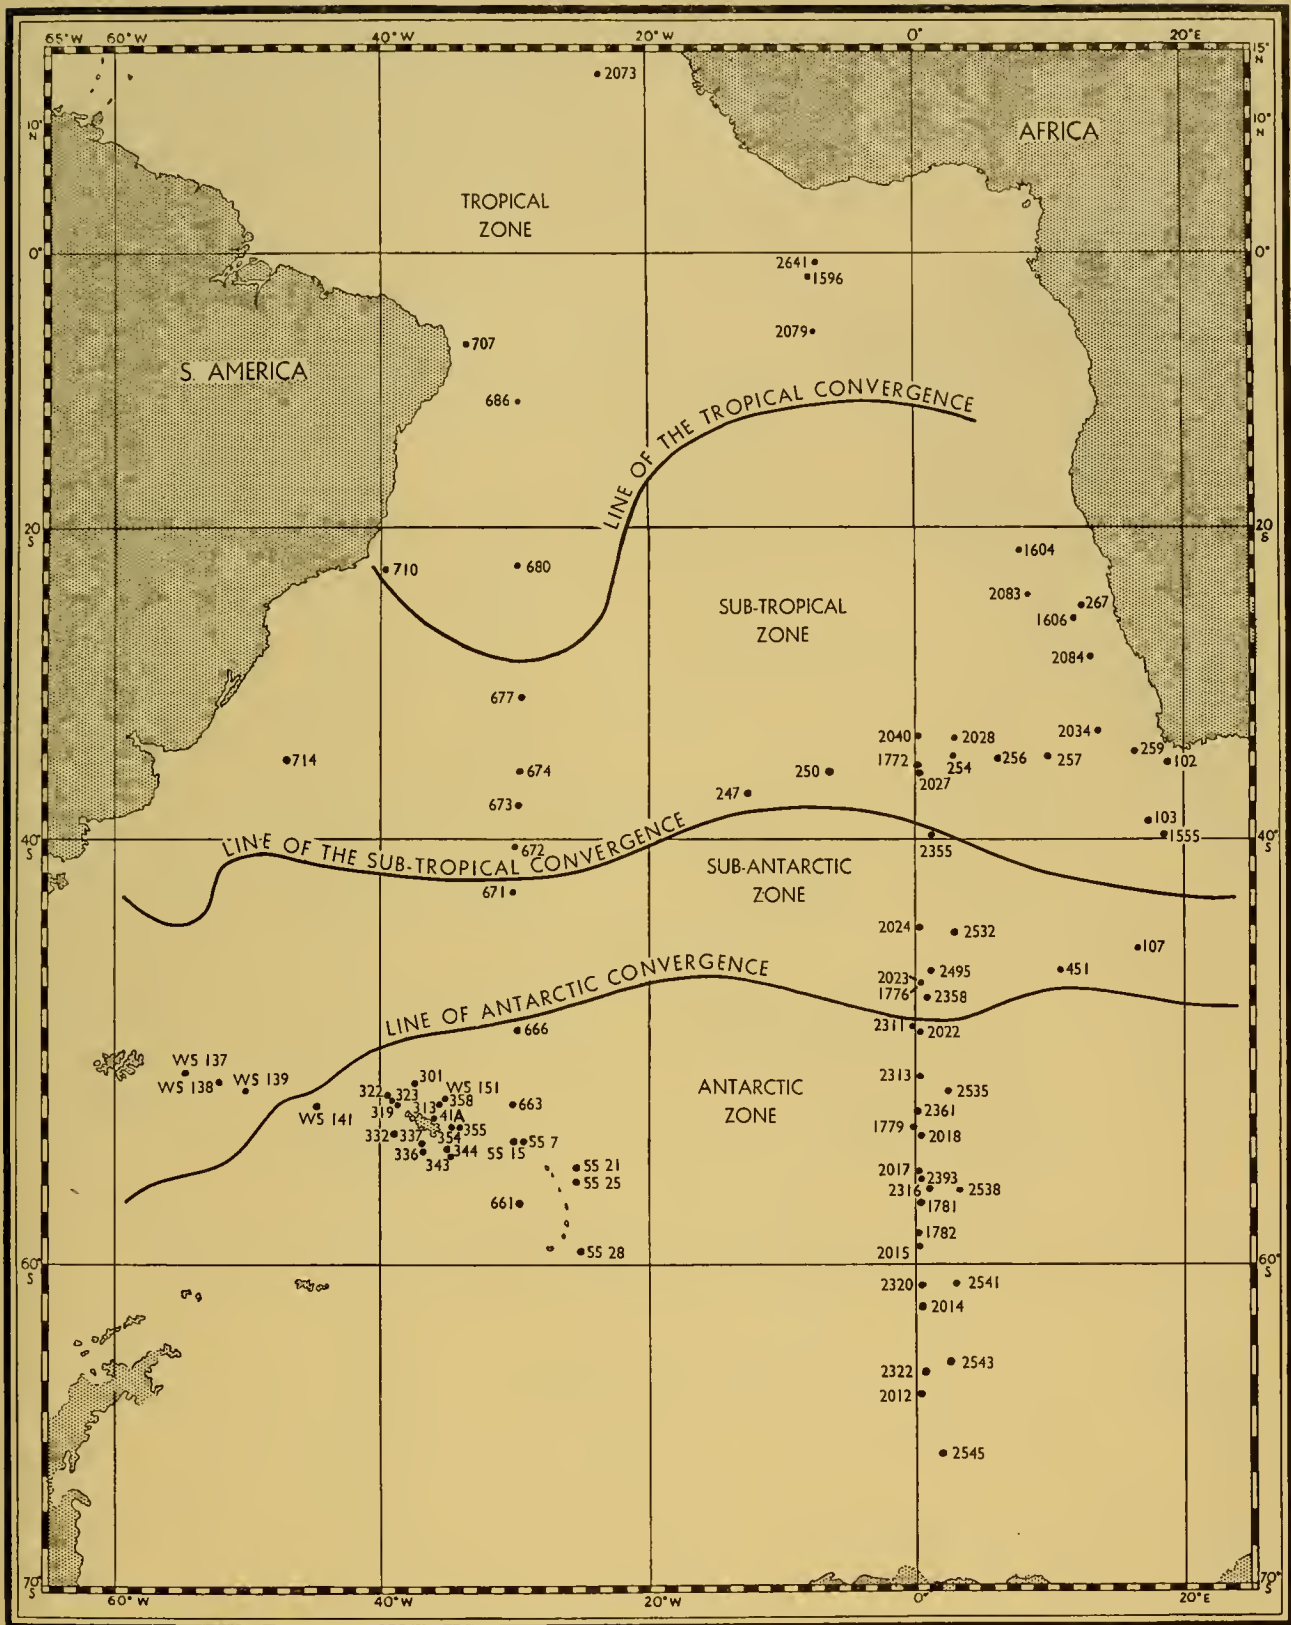 65°W 60°W 40°W 20°W 0° 20°E
15°
N
2073
10°
N
10°
N
AFRICA
TROPICAL
ZONE
0°
0°
2641
1596
2079
707
S. AMERICA
686
LINE OF THE TROPICAL CONVERGENCE
20
S
20
S
1604
710
680
2083
267
SUB-TROPICAL
ZONE
1606
2084
677
2040
2028
2034
259
714
1772
254
256
257
102
674
250
2027
247
673
103
40°
S
LINE OF THE SUB-TROPICAL CONVERGENCE
672
2355
1555
40°
S
SUB-ANTARCTIC
ZONE
671
2024
2532
107
LINE OF ANTARCTIC CONVERGENCE
2023
2495
451
1776
2358
666
2311
2022
WS 137
WS 138
WS 139
301
2313
ANTARCTIC
ZONE
2535
322
323
WS 151
319
313
358
663
WS 141
41A
2361
1779
2018
332
337
354
355
336
343
344
SS 15
SS 7
SS 21
SS 25
2017
2393
2316
2538
661
1781
1782
2015
SS 28
60°
S
60°
S
2320
2541
2014
2543
2322
2012
2545
70°
S
70°
S
60°W 40°W 20°W 0° 20°E